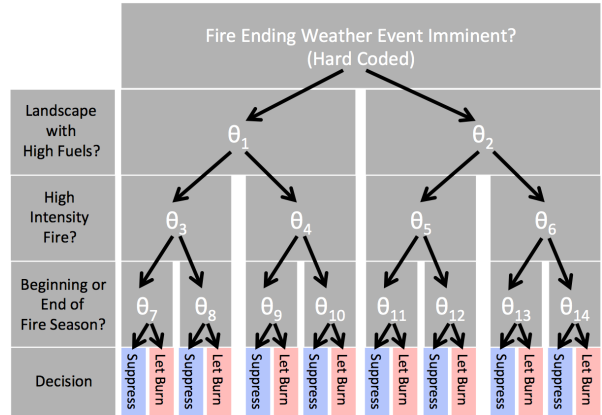 Fire Ending Weather Event Imminent?
(Hard Coded)
Landscape
with
High Fuels?
θ1
θ2
High
Intensity
Fire?
θ3
θ4
θ5
θ6
Beginning or
End of
Fire Season?
θ7
θ8
θ9
θ10
θ11
θ12
θ13
θ14
Decision
Suppress
Let Burn
Suppress
Let Burn
Suppress
Let Burn
Suppress
Let Burn
Suppress
Let Burn
Suppress
Let Burn
Suppress
Let Burn
Suppress
Let Burn